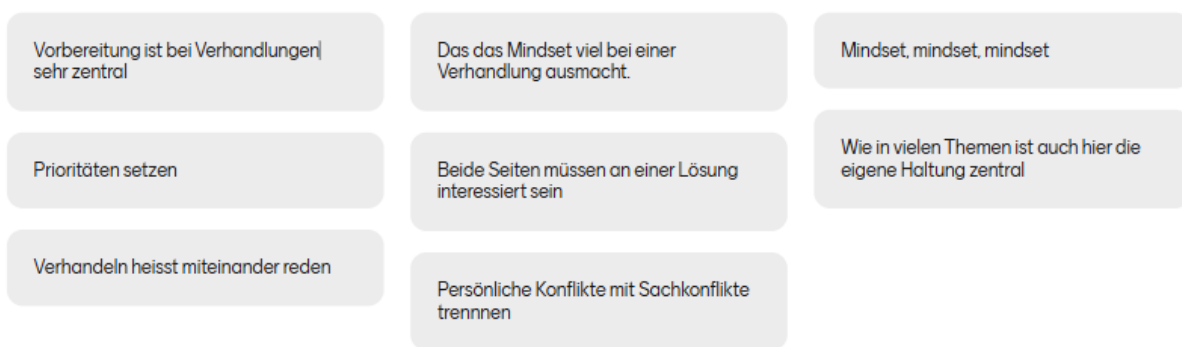 Vorbereitung ist bei Verhandlungen
sehr zentral
Prioritäten setzen
Verhandeln heisst miteinander reden
Das das Mindset viel bei einer
Verhandlung ausmacht.
Beide Seiten müssen an einer Lösung
interessiert sein
Persönliche Konflikte mit Sachkonflikte
trennnen
Mindset, mindset, mindset
Wie in vielen Themen ist auch hier die
eigene Haltung zentral